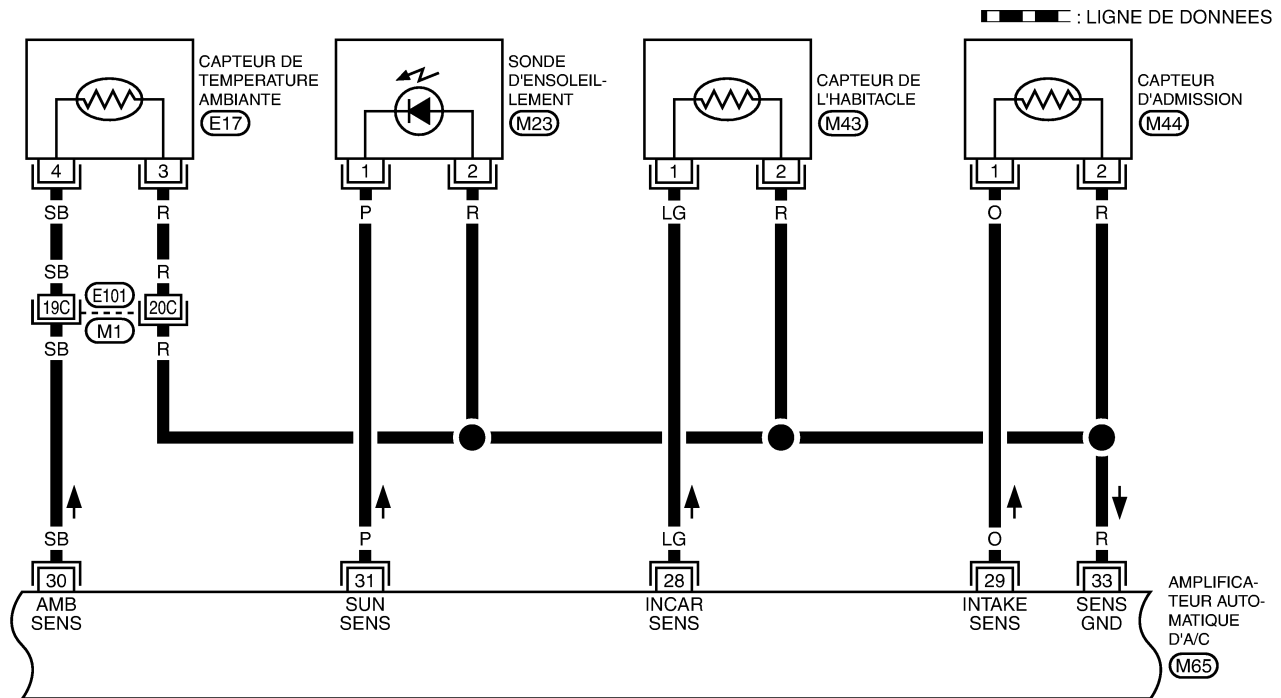 : LIGNE DE DONNEES
CAPTEUR DE
TEMPERATURE
AMBIANTE
E17
SONDE
D'ENSOLEIL-
LEMENT
M23
CAPTEUR DE
L'HABITACLE
M43
CAPTEUR
D'ADMISSION
M44
4 3 1 2 1 2 1 2
SB R P R LG R O R
SB R
19C E101 20C
M1
SB R
SB P LG O R
30 31 28 29 33
AMB
SENS
SUN
SENS
INCAR
SENS
INTAKE
SENS
SENS
GND
AMPLIFICA-
TEUR AUTO-
MATIQUE
D'A/C
M65